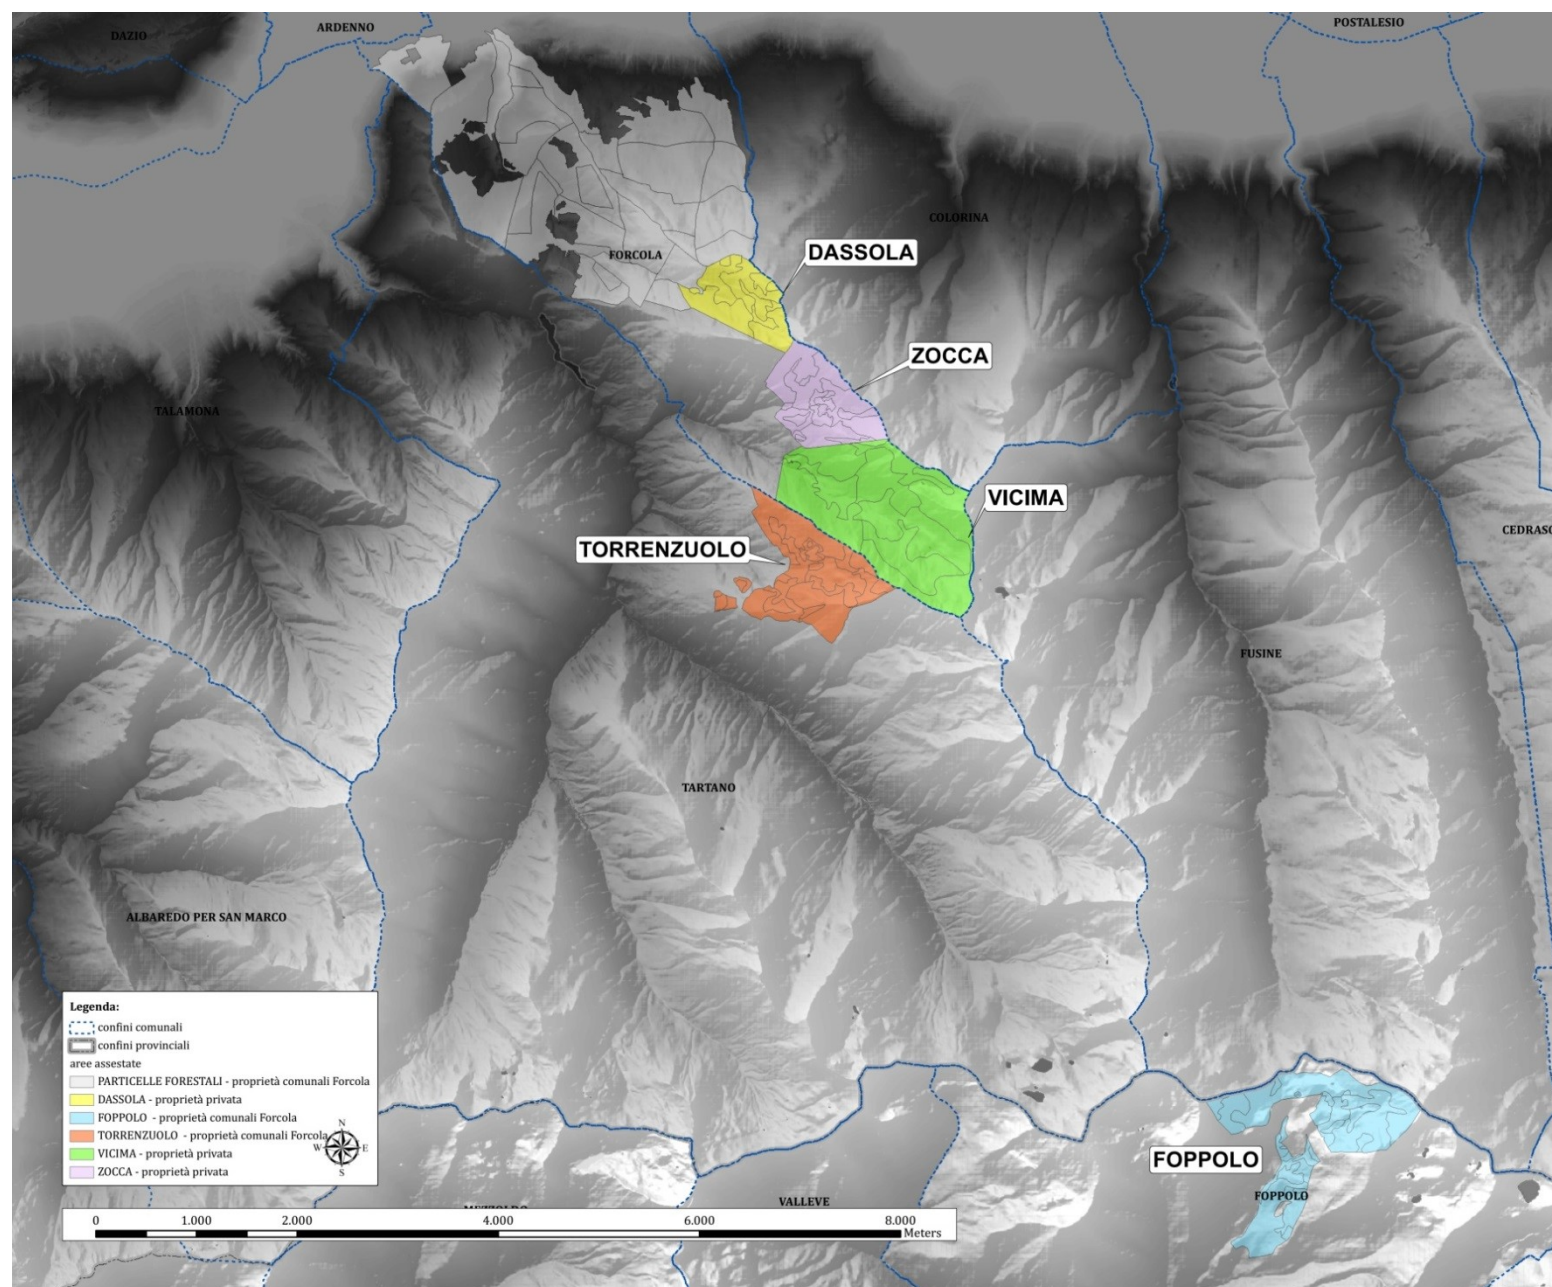 POSTALESIO
ARDENNO
DAZIO
COLORINA
DASSOLA
FORCOLA
ZOCCA
TALAMONA
VICIMA
CEDRASC
TORRENZUOLO
FUSINE
TARTANO
ALBAREDO PER SAN MARCO
Legenda:
confini comunali
confini provinciali
aree assestate
PARTICELLE FORESTALI - proprietà comunali Forcola
DASSOLA - proprietà privata
FOPPOLO - proprietà comunali Forcola
TORRENZUOLO - proprietà comunali Forcola
VICIMA - proprietà privata
ZOCCA - proprietà privata
N
W E
S
FOPPOLO
FOPPOLO
VALLEVE
0 1.000 2.000 4.000 6.000 8.000
Meters